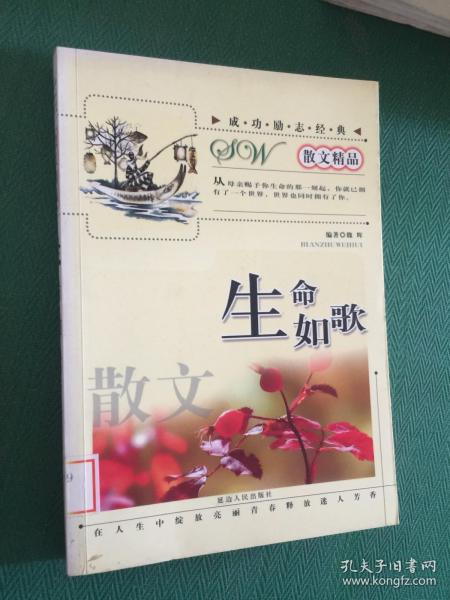 成·功·励·志·经·典
SW
散文精品
从母亲赐予你生命的那一刻起,你就已拥
有了一个世界,世界也同时拥有了你。
编著◎魏辉
BIANZHUWEIHUI
生命如歌
散文
9
延边人民出版社
在人生中绽放亮丽青春释放迷人芳香
孔夫子旧书网
www.kongfz.com